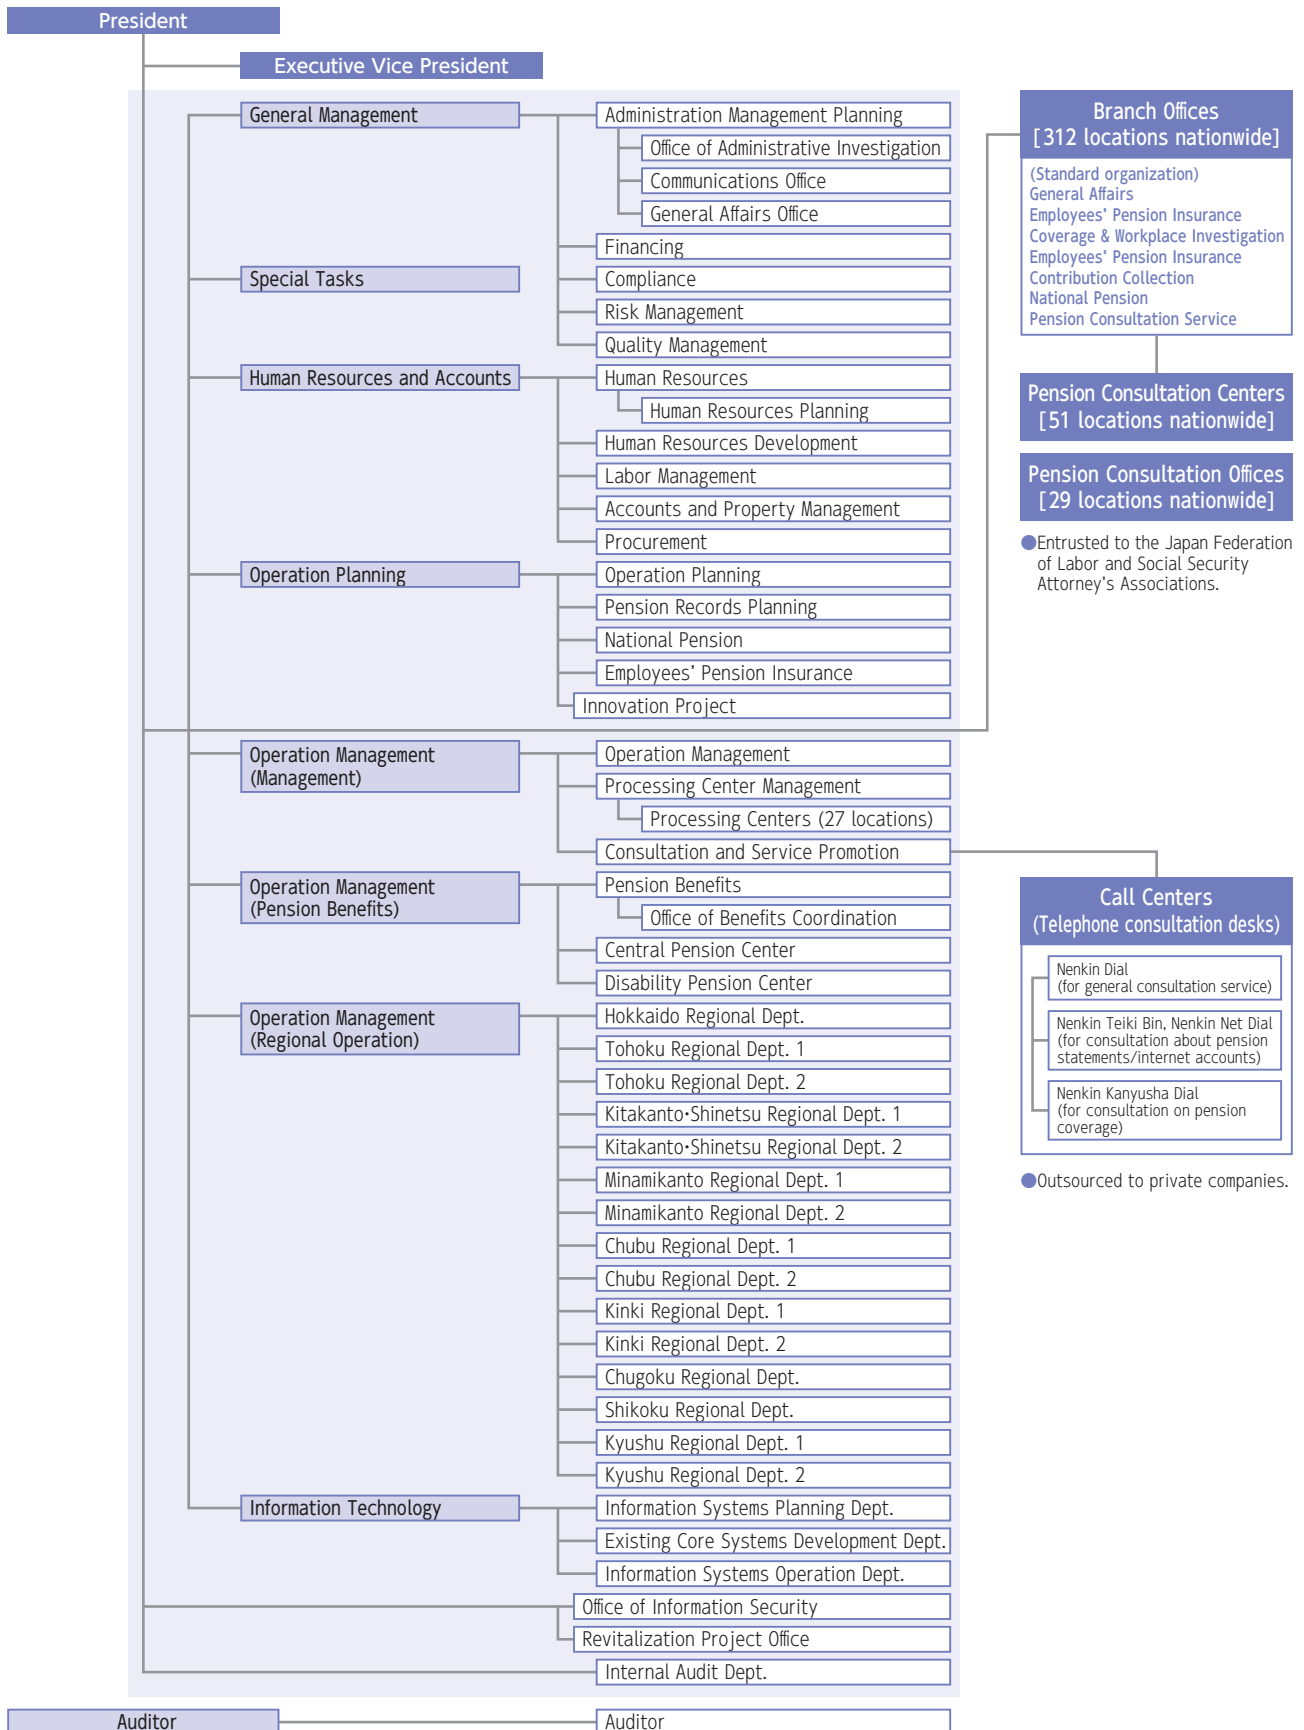 President
Executive Vice President
General Management
Administration Management Planning
Office of Administrative Investigation
Communications Office
General Affairs Office
Financing
Special Tasks
Compliance
Risk Management
Quality Management
Human Resources and Accounts
Human Resources
Human Resources Planning
Human Resources Development
Labor Management
Accounts and Property Management
Procurement
Operation Planning
Operation Planning
Pension Records Planning
National Pension
Employees' Pension Insurance
Innovation Project
Operation Management
(Management)
Operation Management
Processing Center Management
Processing Centers (27 locations)
Consultation and Service Promotion
Operation Management
(Pension Benefits)
Pension Benefits
Office of Benefits Coordination
Central Pension Center
Disability Pension Center
Operation Management
(Regional Operation)
Hokkaido Regional Dept.
Tohoku Regional Dept. 1
Tohoku Regional Dept. 2
Kitakanto･Shinetsu Regional Dept. 1
Kitakanto･Shinetsu Regional Dept. 2
Minamikanto Regional Dept. 1
Minamikanto Regional Dept. 2
Chubu Regional Dept. 1
Chubu Regional Dept. 2
Kinki Regional Dept. 1
Kinki Regional Dept. 2
Chugoku Regional Dept.
Shikoku Regional Dept.
Kyushu Regional Dept. 1
Kyushu Regional Dept. 2
Information Technology
Information Systems Planning Dept.
Existing Core Systems Development Dept.
Information Systems Operation Dept.
Office of Information Security
Revitalization Project Office
Internal Audit Dept.
Auditor
Auditor
Branch Offices
[312 locations nationwide]
(Standard organization)
General Affairs
Employees' Pension Insurance
Coverage & Workplace Investigation
Employees' Pension Insurance
Contribution Collection
National Pension
Pension Consultation Service
Pension Consultation Centers
[51 locations nationwide]
Pension Consultation Offices
[29 locations nationwide]
●Entrusted to the Japan Federation
of Labor and Social Security
Attorney's Associations.
Call Centers
(Telephone consultation desks)
Nenkin Dial
(for general consultation service)
Nenkin Teiki Bin, Nenkin Net Dial
(for consultation about pension
statements/internet accounts)
Nenkin Kanyusha Dial
(for consultation on pension
coverage)
●Outsourced to private companies.